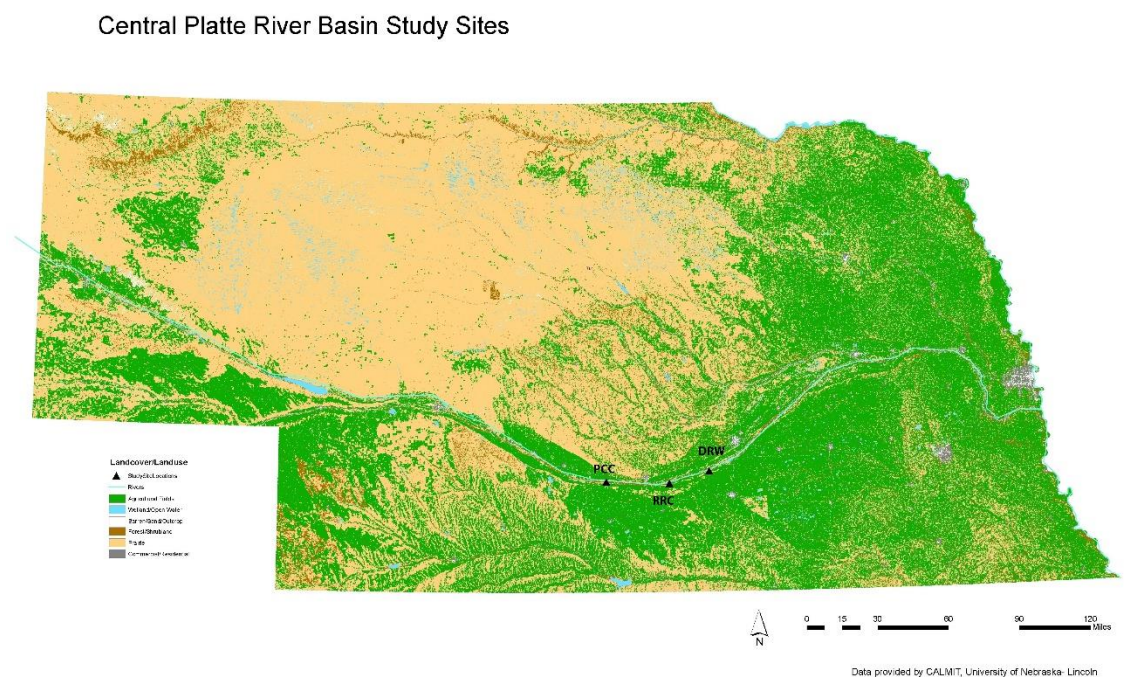 Central Platte River Basin Study Sites
DRW
PCC
RRC
Landcover/Landuse
StudySiteLocations
Rivers
Agricultural Fields
Wetland/Open Water
Barren/Sand/Outcrop
Forest/Shrubland
Prairie
Commercial/Residential
0 15 30 60 90 120
Miles
N
Data provided by CALMIT, University of Nebraska- Lincoln